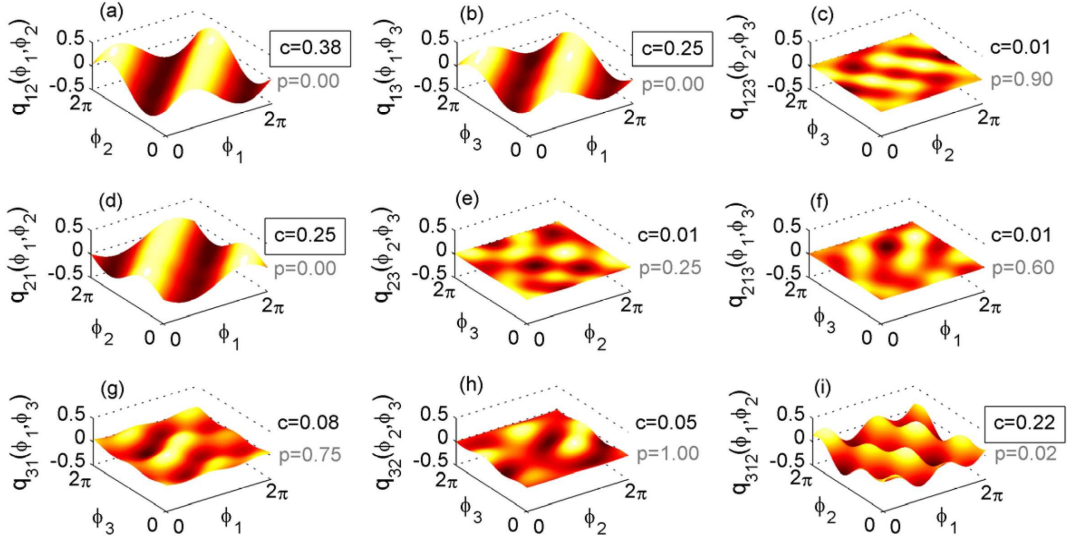 (a)
q12(ϕ1,ϕ2)
0.5
0
-0.5
2π
ϕ2
0 0
ϕ1
2π
c=0.38
p=0.00
(b)
q13(ϕ1,ϕ3)
0.5
0
-0.5
2π
ϕ3
0 0
ϕ1
2π
c=0.25
p=0.00
(c)
q123(ϕ2,ϕ3)
0.5
0
-0.5
2π
ϕ3
0 0
ϕ2
2π
c=0.01
p=0.90
(d)
q21(ϕ1,ϕ2)
0.5
0
-0.5
2π
ϕ2
0 0
ϕ1
2π
c=0.25
p=0.00
(e)
q23(ϕ2,ϕ3)
0.5
0
-0.5
2π
ϕ3
0 0
ϕ2
2π
c=0.01
p=0.25
(f)
q213(ϕ1,ϕ3)
0.5
0
-0.5
2π
ϕ3
0 0
ϕ1
2π
c=0.01
p=0.60
(g)
q31(ϕ1,ϕ3)
0.5
0
-0.5
2π
ϕ3
0 0
ϕ1
2π
c=0.08
p=0.75
(h)
q32(ϕ2,ϕ3)
0.5
0
-0.5
2π
ϕ3
0 0
ϕ2
2π
c=0.05
p=1.00
(i)
q312(ϕ1,ϕ2)
0.5
0
-0.5
2π
ϕ2
0 0
ϕ1
2π
c=0.22
p=0.02